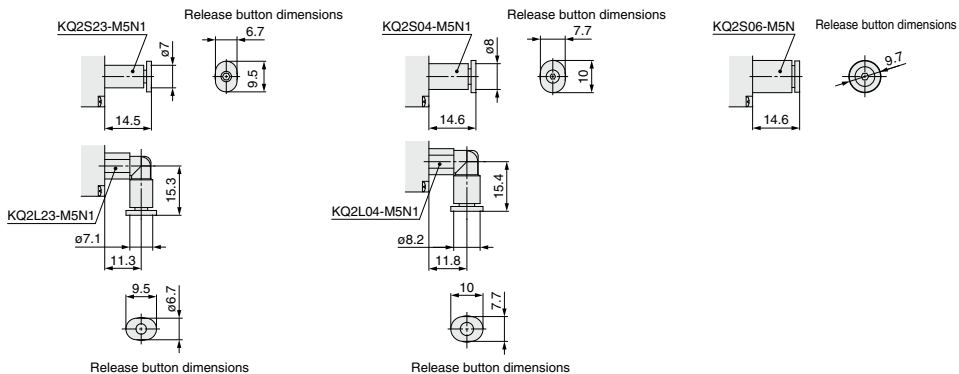 Release button dimensions
KQ2S23-M5N1
ø7
6.7
9.5
14.5
Release button dimensions
KQ2S04-M5N1
ø8
7.7
10
14.6
KQ2S06-M5N
Release button dimensions
9.7
14.6
15.3
KQ2L23-M5N1
ø7.1
11.3
15.4
KQ2L04-M5N1
ø8.2
11.8
9.5
ø6.7
Release button dimensions
10
7.7
Release button dimensions